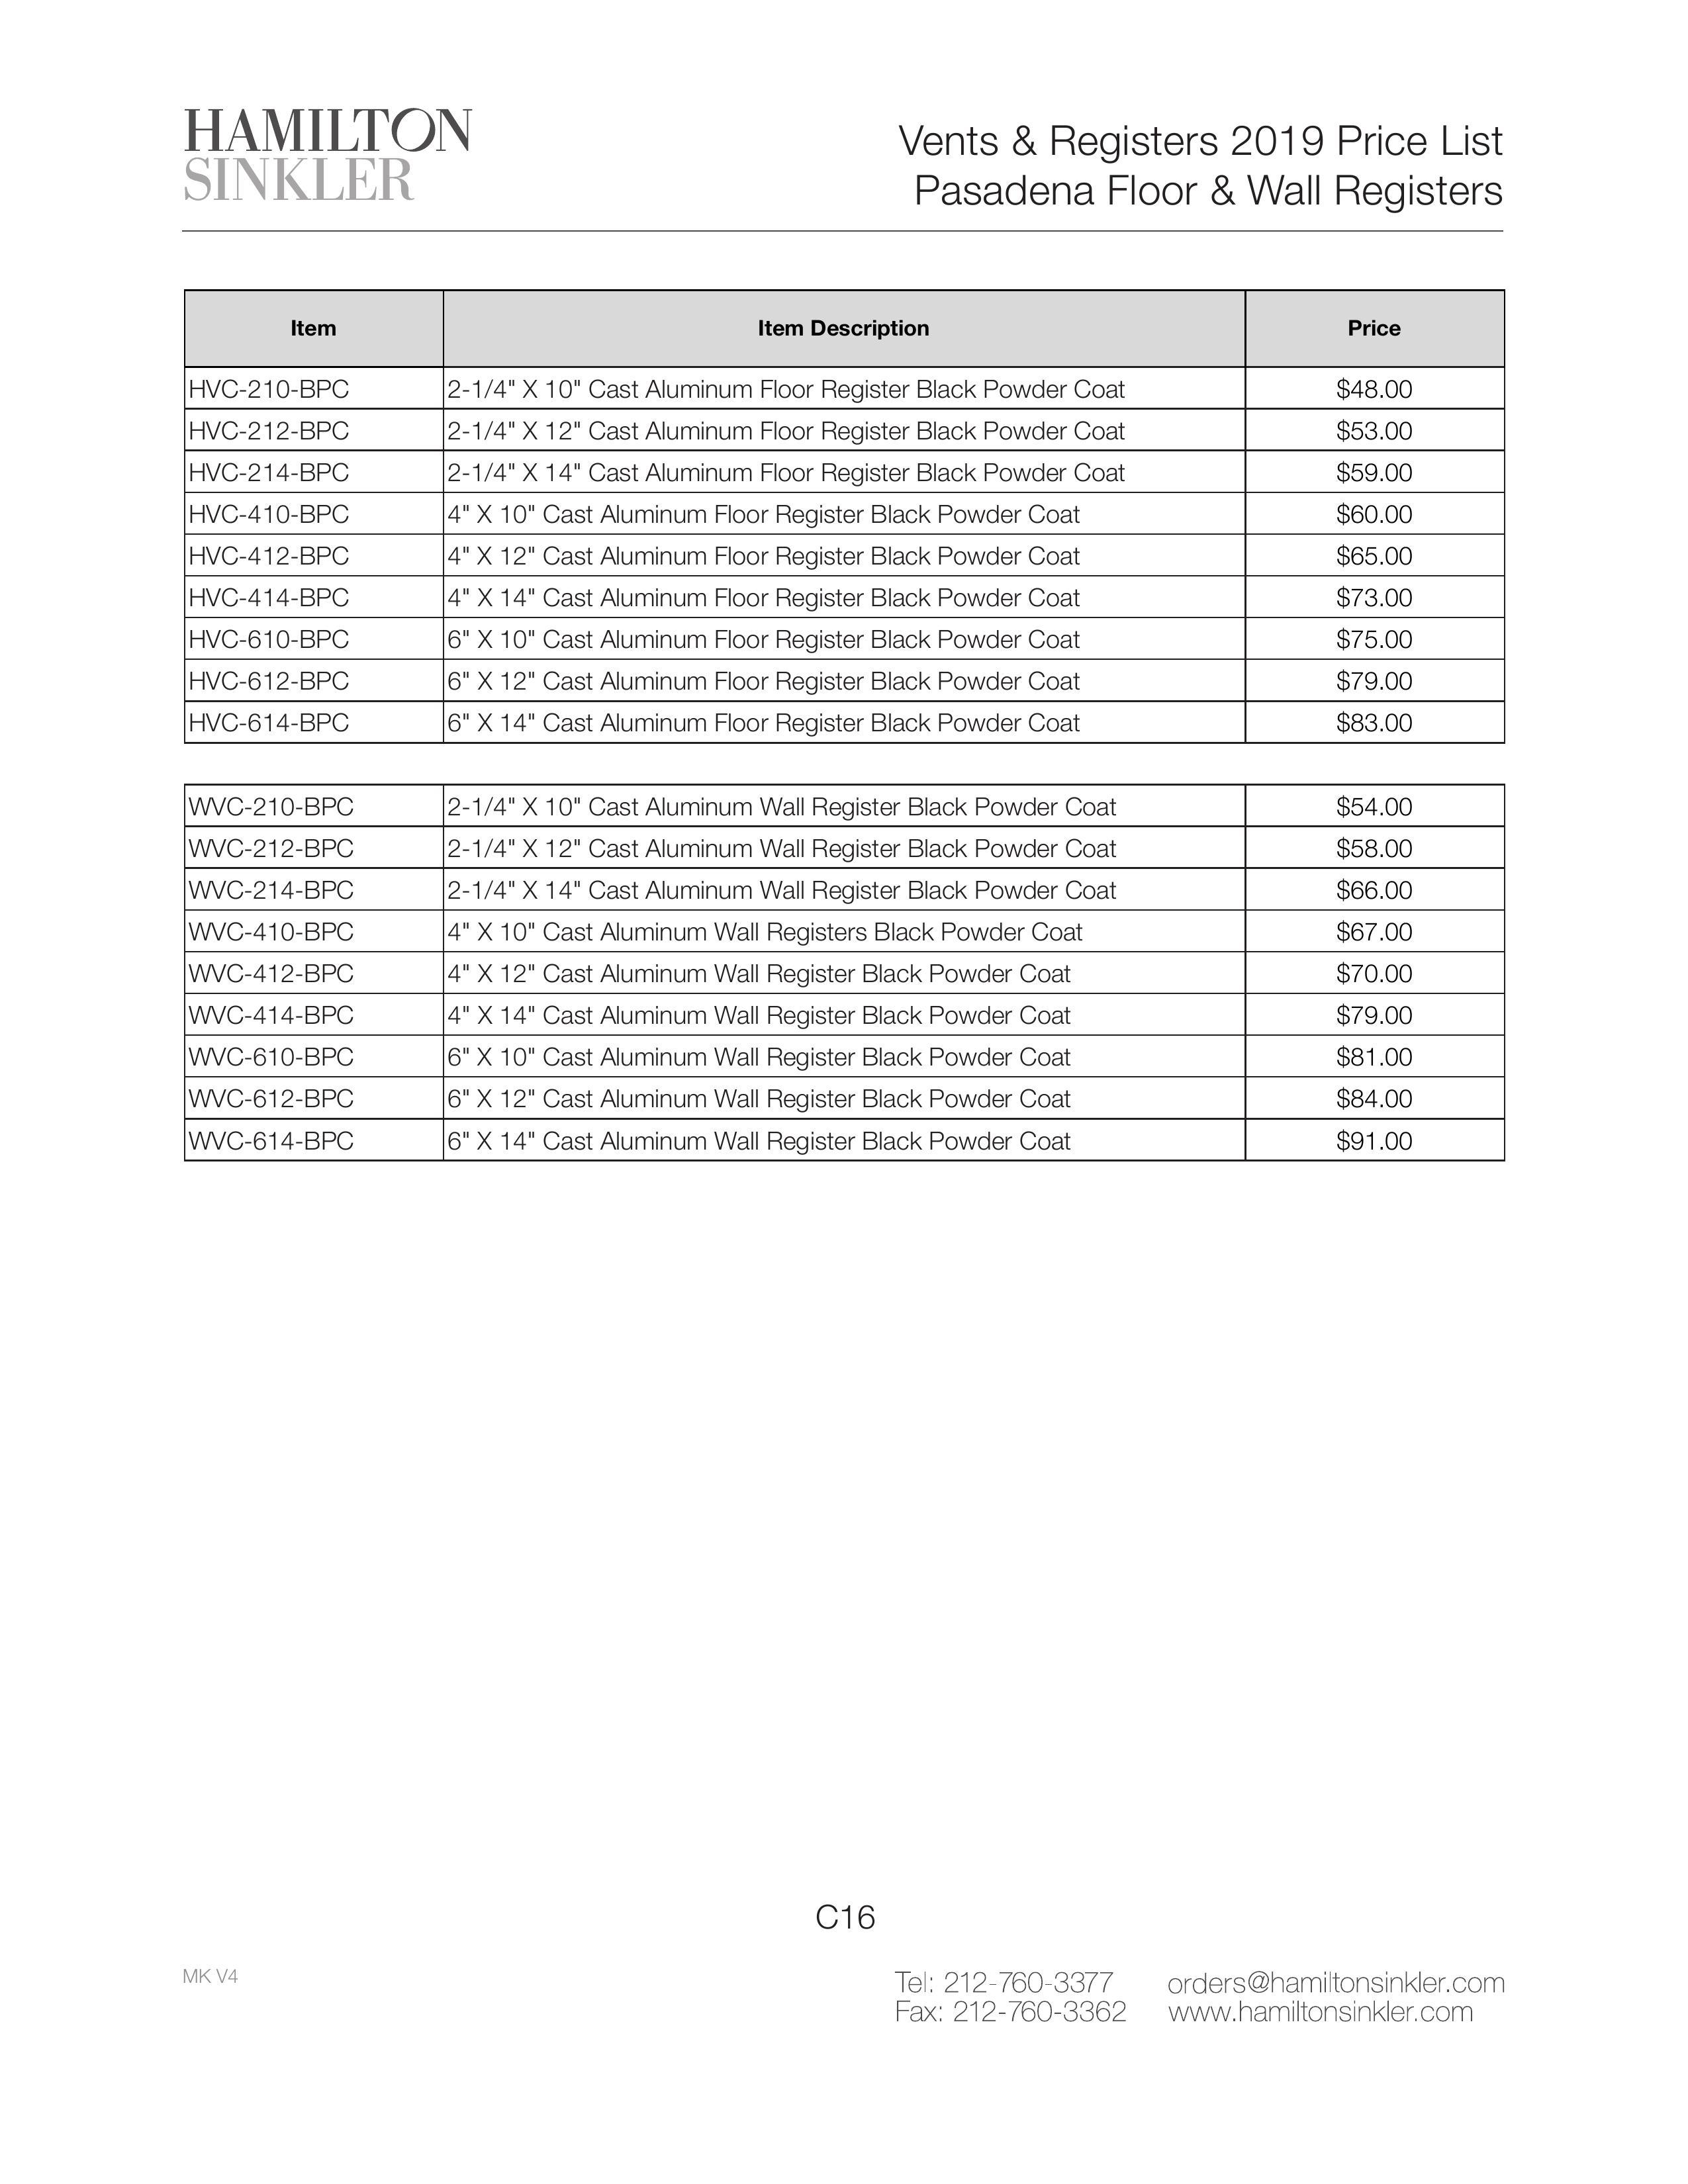 HAMILTON
SINKLER
Vents & Registers 2019 Price List
Pasadena Floor & Wall Registers
Item Item Description Price
HVC-210-BPC 2-1/4" X 10" Cast Aluminum Floor Register Black Powder Coat $48.00
HVC-212-BPC 2-1/4" X 12" Cast Aluminum Floor Register Black Powder Coat $53.00
HVC-214-BPC 2-1/4" X 14" Cast Aluminum Floor Register Black Powder Coat $59.00
HVC-410-BPC 4" X 10" Cast Aluminum Floor Register Black Powder Coat $60.00
HVC-412-BPC 4" X 12" Cast Aluminum Floor Register Black Powder Coat $65.00
HVC-414-BPC 4" X 14" Cast Aluminum Floor Register Black Powder Coat $73.00
HVC-610-BPC 6" X 10" Cast Aluminum Floor Register Black Powder Coat $75.00
HVC-612-BPC 6" X 12" Cast Aluminum Floor Register Black Powder Coat $79.00
HVC-614-BPC 6" X 14" Cast Aluminum Floor Register Black Powder Coat $83.00
WVC-210-BPC 2-1/4" X 10" Cast Aluminum Wall Register Black Powder Coat $54.00
WVC-212-BPC 2-1/4" X 12" Cast Aluminum Wall Register Black Powder Coat $58.00
WVC-214-BPC 2-1/4" X 14" Cast Aluminum Wall Register Black Powder Coat $66.00
WVC-410-BPC 4" X 10" Cast Aluminum Wall Registers Black Powder Coat $67.00
WVC-412-BPC 4" X 12" Cast Aluminum Wall Register Black Powder Coat $70.00
WVC-414-BPC 4" X 14" Cast Aluminum Wall Register Black Powder Coat $79.00
WVC-610-BPC 6" X 10" Cast Aluminum Wall Register Black Powder Coat $81.00
WVC-612-BPC 6" X 12" Cast Aluminum Wall Register Black Powder Coat $84.00
WVC-614-BPC 6" X 14" Cast Aluminum Wall Register Black Powder Coat $91.00
C16
MK V4
Tel: 212-760-3377 orders@hamiltonsinkler.com
Fax: 212-760-3362 www.hamiltonsinkler.com